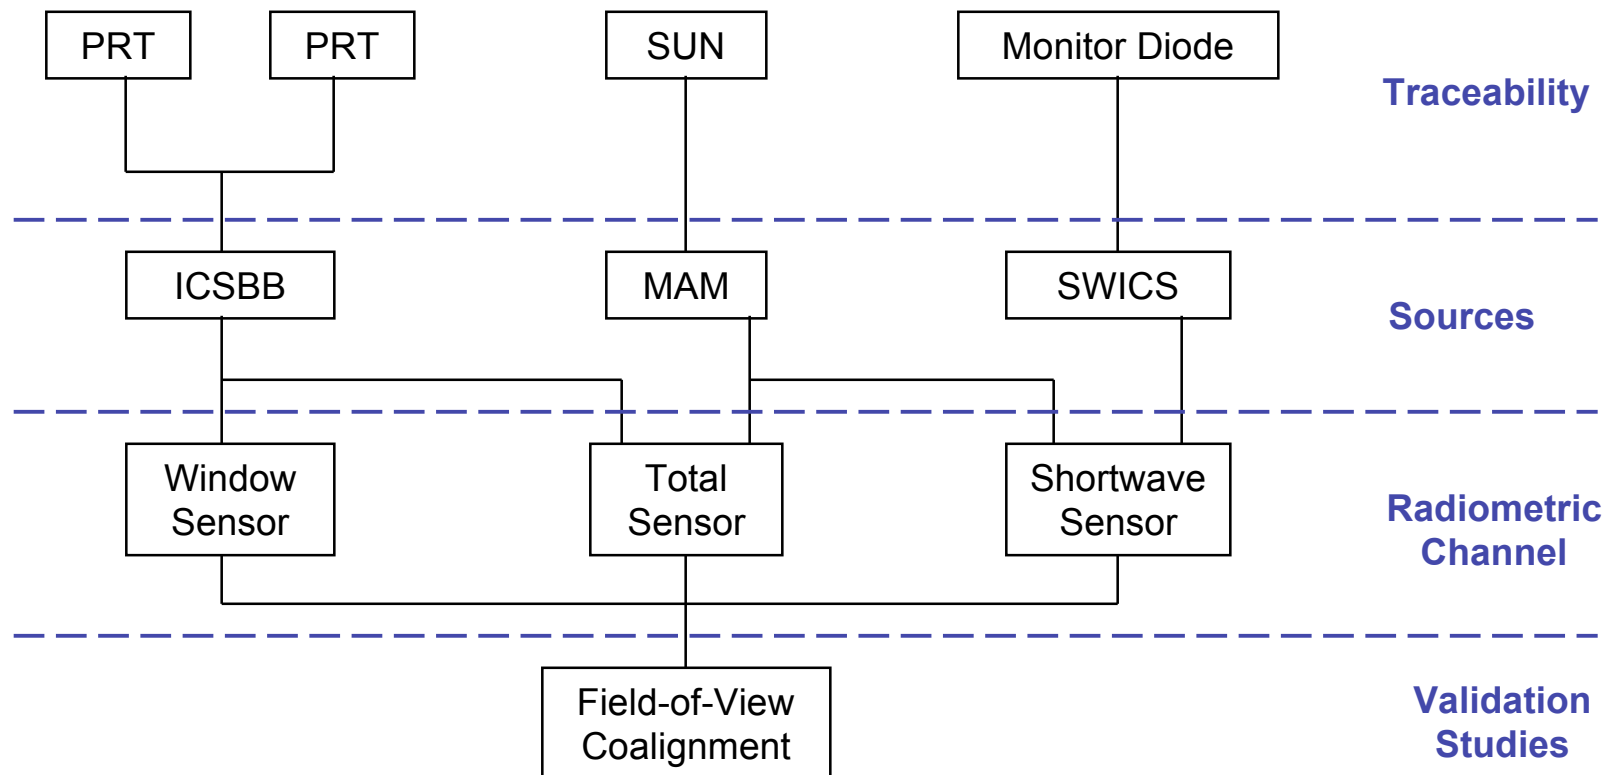 PRT
PRT
SUN
Monitor Diode
Traceability
ICSBB
MAM
SWICS
Sources
Window
Sensor
Total
Sensor
Shortwave
Sensor
Radiometric
Channel
Field-of-View
Coalignment
Validation
Studies